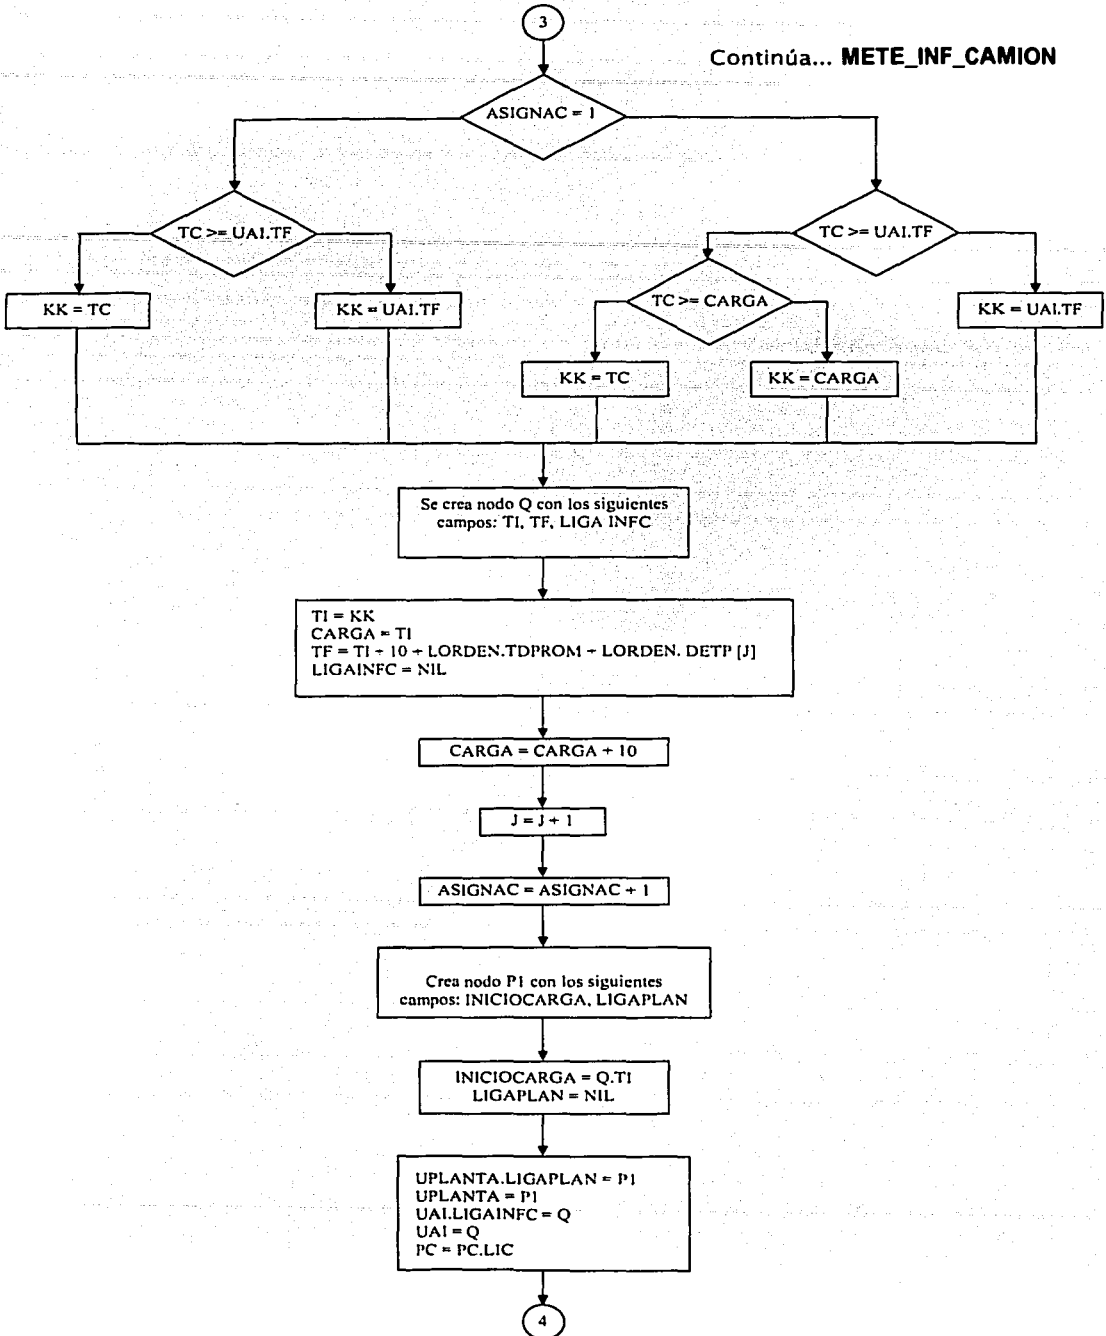 3
Continúa... METE_INF_CAMION
ASIGNAC = 1
TC >= UAI.TF
TC >= UAI.TF
TC >= CARGA
KK = TC
KK = UAI.TF
KK = UAI.TF
KK = TC
KK = CARGA
Se crea nodo Q con los siguientes
campos: TI, TF, LIGA INFC
TI = KK
CARGA = TI
TF = TI + 10 + LORDEN.TDPROM + LORDEN. DETP [J]
LIGAINFC = NIL
CARGA = CARGA + 10
J = J + 1
ASIGNAC = ASIGNAC + 1
Crea nodo P1 con los siguientes
campos: INICIOCARGA, LIGAPLAN
INICIOCARGA = Q.TI
LIGAPLAN = NIL
UPLANTA.LIGAPLAN = P1
UPLANTA = P1
UAI.LIGAINFC = Q
UAI = Q
PC = PC.LIC
4